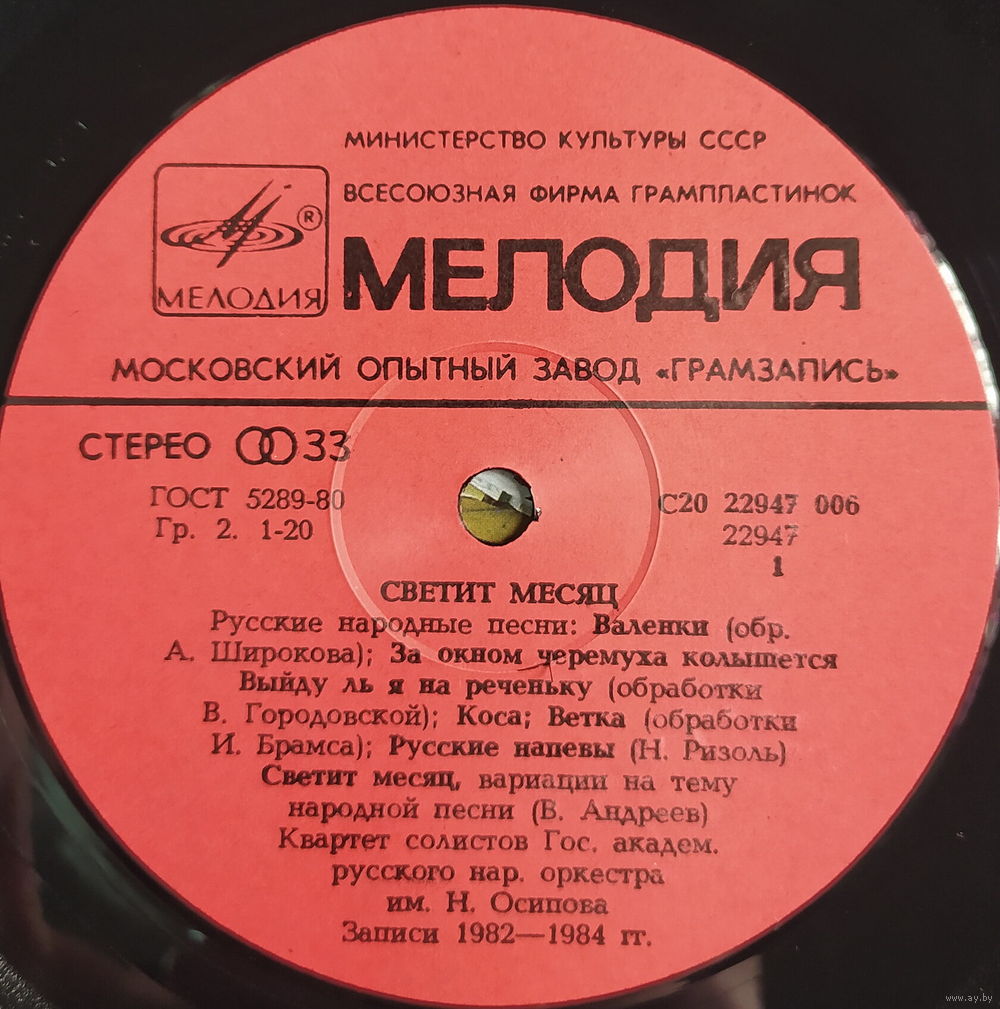 МИНИСТЕРСТВО КУЛЬТУРЫ СССР
ВСЕСОЮЗНАЯ ФИРМА ГРАМПЛАСТИНОК
®
МЕЛОДИЯ
МЕЛОДИЯ
МОСКОВСКИЙ ОПЫТНЫЙ ЗАВОД «ГРАМЗАПИСЬ»
СТЕРЕО 33
ГОСТ 5289-80
Гр. 2. 1-20
С20 22947 006
22947
1
СВЕТИТ МЕСЯЦ
Русские народные песни: Валенки (обр.
А. Широкова); За окном черемуха колышется
Выйду ль я на реченьку (обработки
В. Городовской); Коса; Ветка (обработки
И. Брамса); Русские напевы (Н. Ризоль)
Светит месяц, вариации на тему
народной песни (В. Андреев)
Квартет солистов Гос. академ.
русского нар. оркестра
им. Н. Осипова
Записи 1982—1984 гг.
www.ay.by